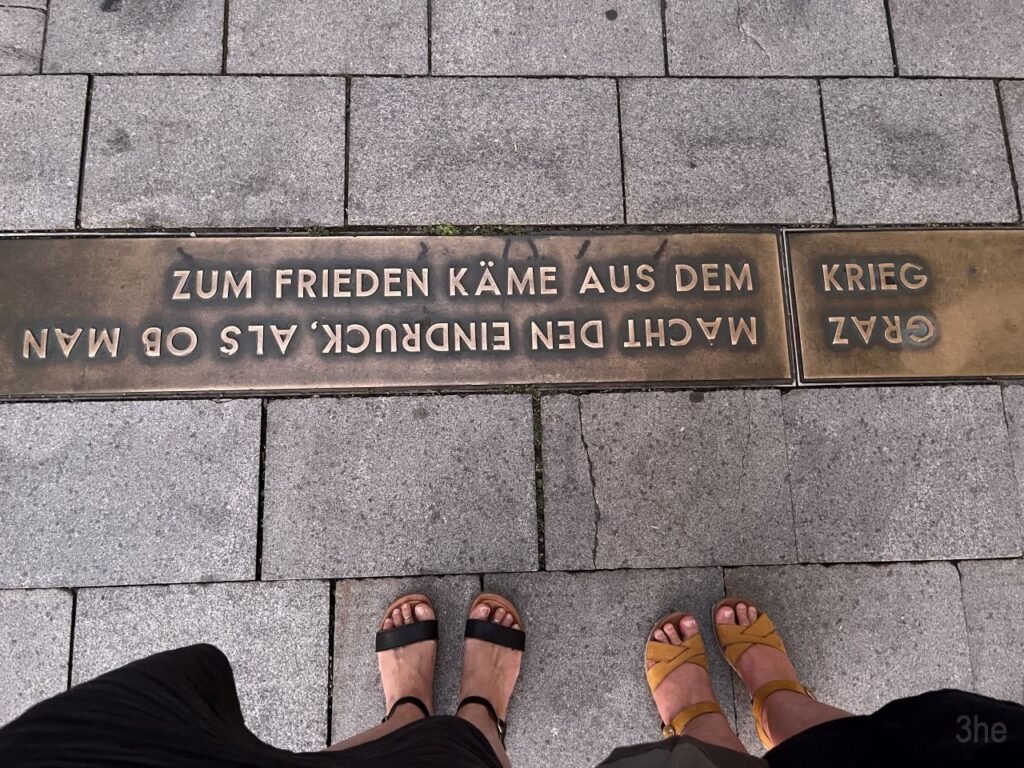 ZUM FRIEDEN KÄME AUS DEM KRIEG
GRAZ MACHT DEN EINDRUCK, ALS OB MAN
3he